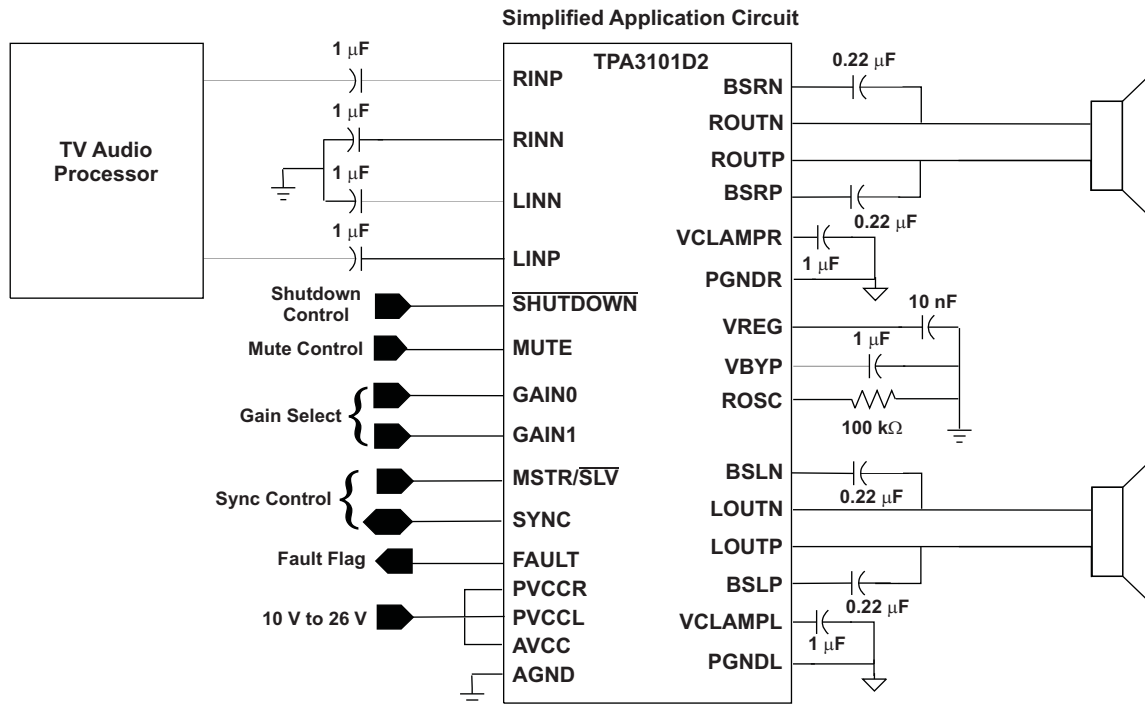 Simplified Application Circuit
TPA3101D2
TV Audio
Processor
1 μF
1 μF
1 μF
1 μF
RINP
RINN
LINN
LINP
Shutdown
Control
SHUTDOWN
Mute Control
MUTE
Gain Select
GAIN0
GAIN1
Sync Control
MSTR/SLV
SYNC
Fault Flag
FAULT
10 V to 26 V
PVCCR
PVCCL
AVCC
AGND
BSRN
0.22 μF
ROUTN
ROUTP
BSRP
0.22 μF
VCLAMPR
1 μF
PGNDR
VREG
10 nF
VBYP
1 μF
ROSC
100 kΩ
BSLN
0.22 μF
LOUTN
LOUTP
BSLP
0.22 μF
VCLAMPL
1 μF
PGNDL